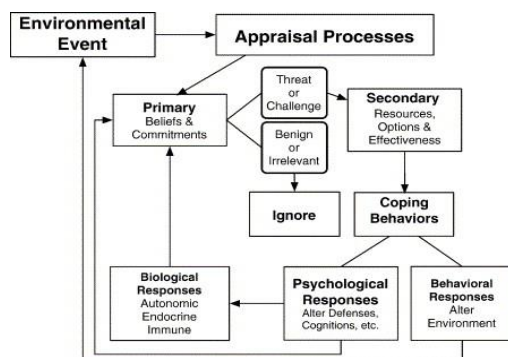 Environmental
Event
Appraisal Processes
Primary
Beliefs &
Commitments
Threat
or
Challenge
Benign
or
Irrelevant
Secondary
Resources,
Options &
Effectiveness
Ignore
Coping
Behaviors
Biological
Responses
Autonomic
Endocrine
Immune
Psychological
Responses
Alter Defenses,
Cognitions, etc.
Behavioral
Responses
Alter
Environment